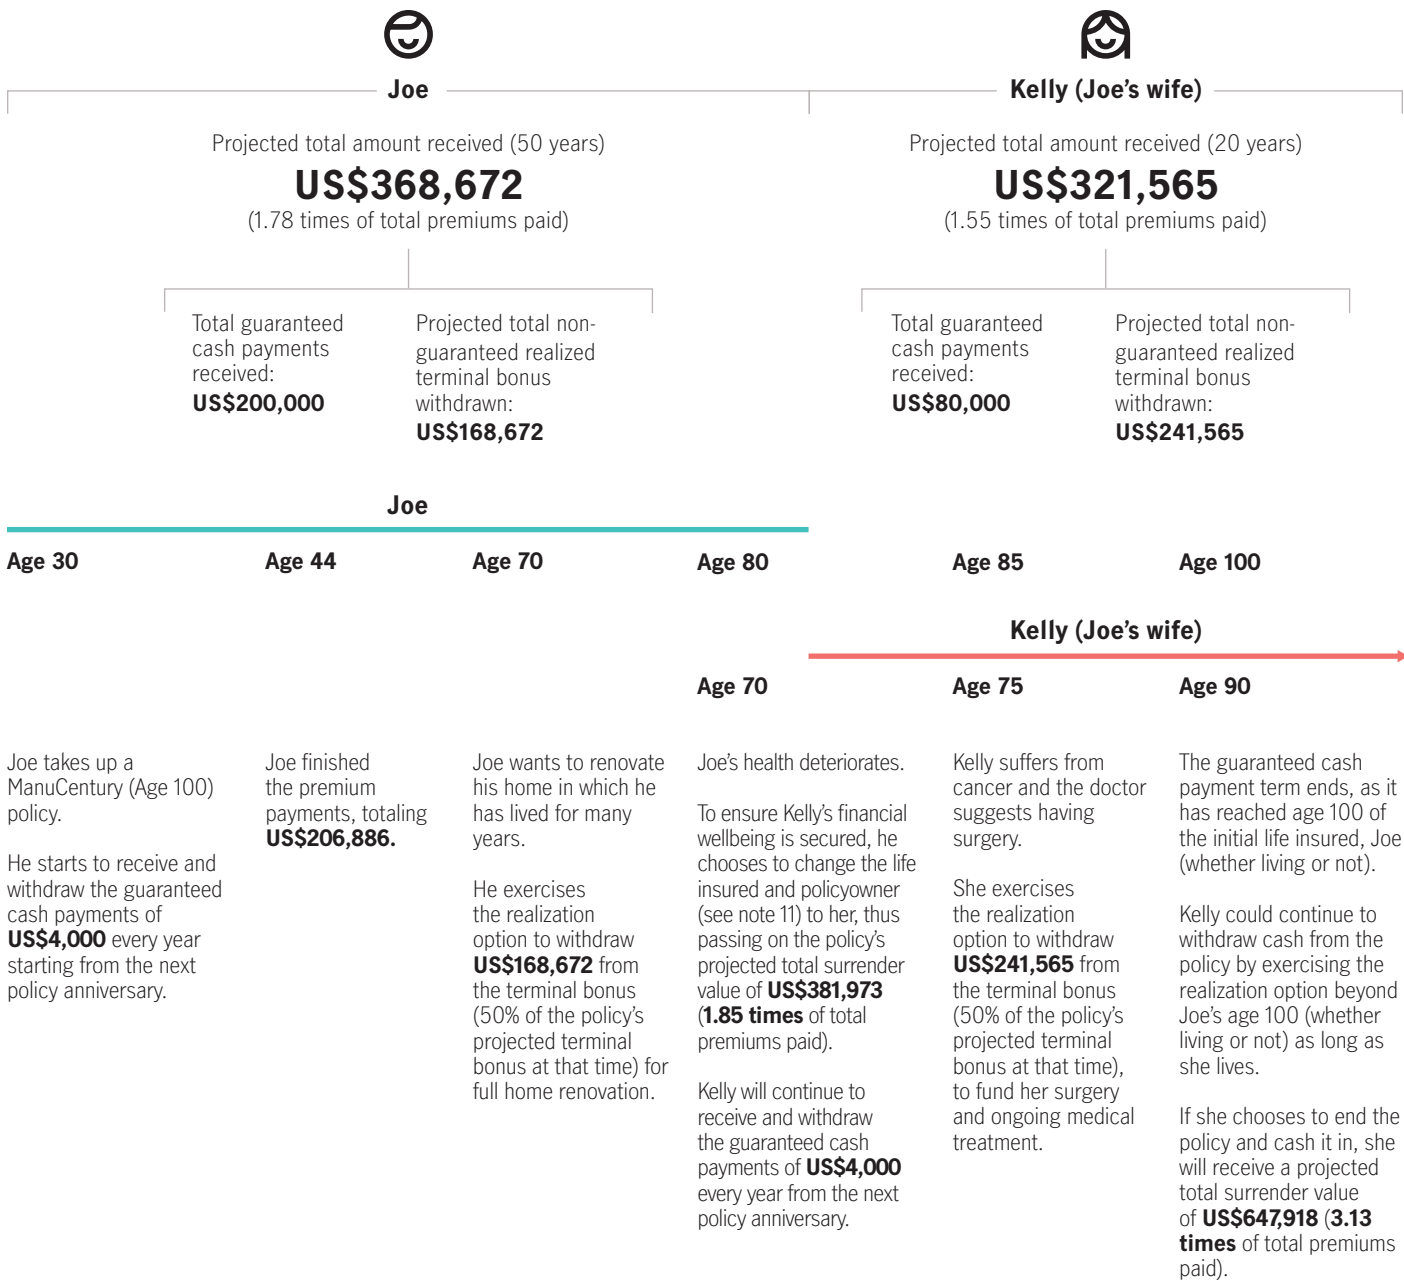 Joe
Projected total amount received (50 years)
US$368,672
(1.78 times of total premiums paid)
Total guaranteed
cash payments
received:
US$200,000
Projected total non-
guaranteed realized
terminal bonus
withdrawn:
US$168,672
Kelly (Joe's wife)
Projected total amount received (20 years)
US$321,565
(1.55 times of total premiums paid)
Total guaranteed
cash payments
received:
US$80,000
Projected total non-
guaranteed realized
terminal bonus
withdrawn:
US$241,565
Joe
Age 30
Age 44
Age 70
Age 80
Age 85
Age 100
Kelly (Joe's wife)
Age 70
Age 75
Age 90
Joe takes up a
ManuCentury (Age 100)
policy.
He starts to receive and
withdraw the guaranteed
cash payments of
US$4,000 every year
starting from the next
policy anniversary.
Joe finished
the premium
payments, totaling
US$206,886.
Joe wants to renovate
his home in which he
has lived for many
years.
He exercises
the realization
option to withdraw
US$168,672 from
the terminal bonus
(50% of the policy's
projected terminal
bonus at that time) for
full home renovation.
Joe's health deteriorates.
To ensure Kelly's financial
wellbeing is secured, he
chooses to change the life
insured and policyowner
(see note 11) to her, thus
passing on the policy's
projected total surrender
value of US$381,973
(1.85 times of total
premiums paid).
Kelly will continue to
receive and withdraw
the guaranteed cash
payments of US$4,000
every year from the next
policy anniversary.
Kelly suffers from
cancer and the doctor
suggests having
surgery.
She exercises
the realization
option to withdraw
US$241,565 from
the terminal bonus
(50% of the policy's
projected terminal
bonus at that time),
to fund her surgery
and ongoing medical
treatment.
The guaranteed cash
payment term ends, as it
has reached age 100 of
the initial life insured, Joe
(whether living or not).
Kelly could continue to
withdraw cash from the
policy by exercising the
realization option beyond
Joe's age 100 (whether
living or not) as long as
she lives.
If she chooses to end the
policy and cash it in, she
will receive a projected
total surrender value
of US$647,918 (3.13
times of total premiums
paid).